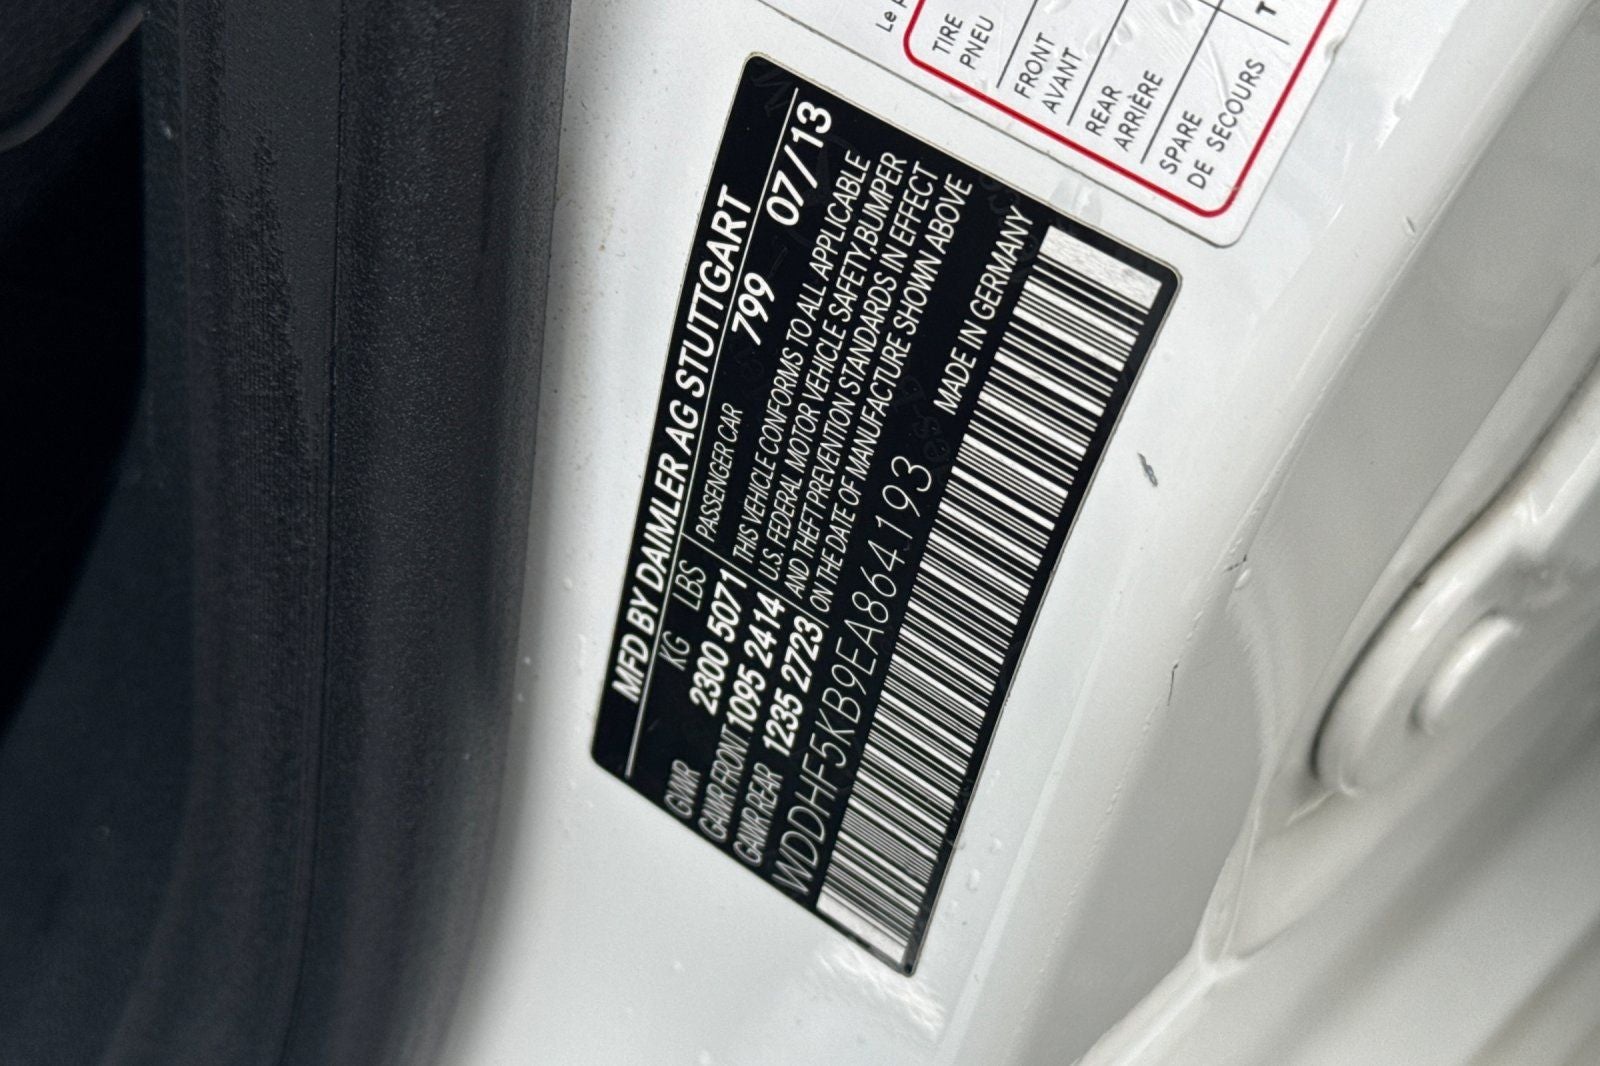 MFD BY DAIMLER AG STUTTGART
KG LBS PASSENGER CAR 799 07/13
GVWR 2300 5071
GAWR FRONT 1095 2414
GAWR REAR 1235 2723
THIS VEHICLE CONFORMS TO ALL APPLICABLE
U.S. FEDERAL MOTOR VEHICLE SAFETY,BUMPER
AND THEFT PREVENTION STANDARDS IN EFFECT
ON THE DATE OF MANUFACTURE SHOWN ABOVE
WDDHF5KB9EA864193
MADE IN GERMANY
Le
TIRE
PNEU
FRONT
AVANT
REAR
ARRIÈRE
SPARE
DE SECOURS